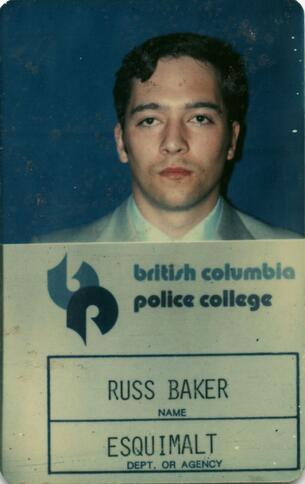 british columbia
police college
RUSS BAKER
NAME
ESQUIMALT
DEPT. OR AGENCY